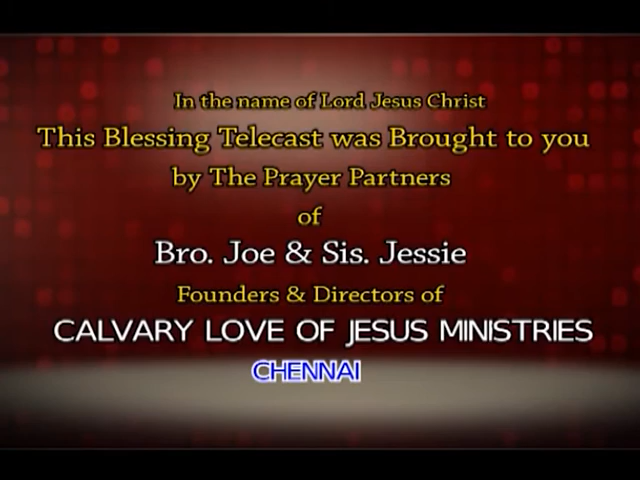 In the name of Lord Jesus Christ
This Blessing Telecast was Brought to you
by The Prayer Partners
of
Bro. Joe & Sis. Jessie
Founders & Directors of
CALVARY LOVE OF JESUS MINISTRIES
CHENNAI